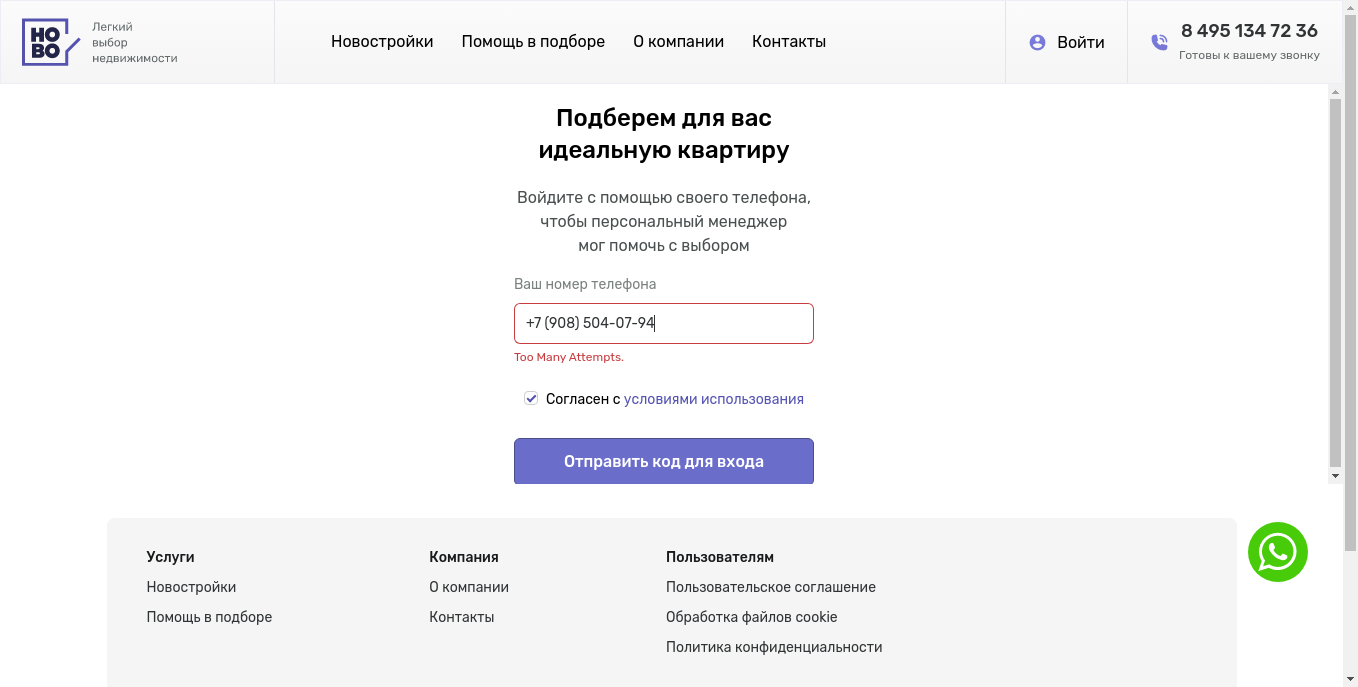 НО
ВО
Легкий
выбор
недвижимости
Новостройки
Помощь в подборе
О компании
Контакты
Войти
8 495 134 72 36
Готовы к вашему звонку
Подберем для вас
идеальную квартиру
Войдите с помощью своего телефона,
чтобы персональный менеджер
мог помочь с выбором
Ваш номер телефона
+7 (908) 504-07-94
Too Many Attempts.
Согласен с условиями использования
Отправить код для входа
Услуги
Новостройки
Помощь в подборе
Компания
О компании
Контакты
Пользователям
Пользовательское соглашение
Обработка файлов cookie
Политика конфиденциальности